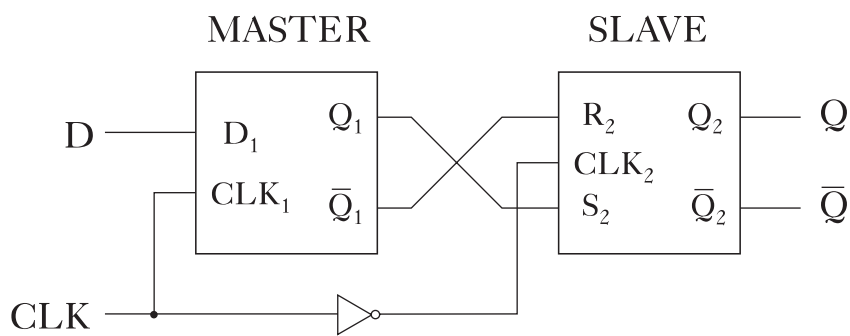 MASTER
SLAVE
D
D₁
CLK₁
Q₁
Q̅₁
R₂
CLK₂
S₂
Q₂
Q̅₂
Q
Q̅
CLK